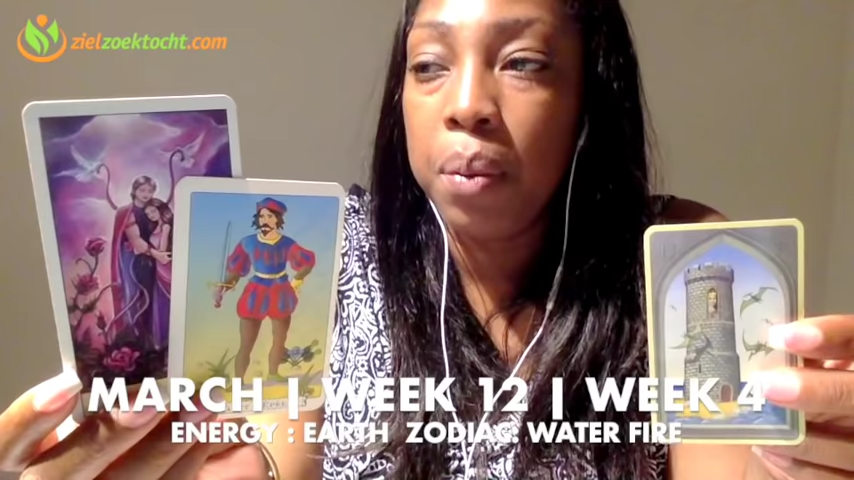 zielzoektocht.com
MARCH | WEEK 12 | WEEK 4
ENERGY : EARTH ZODIAC: WATER FIRE